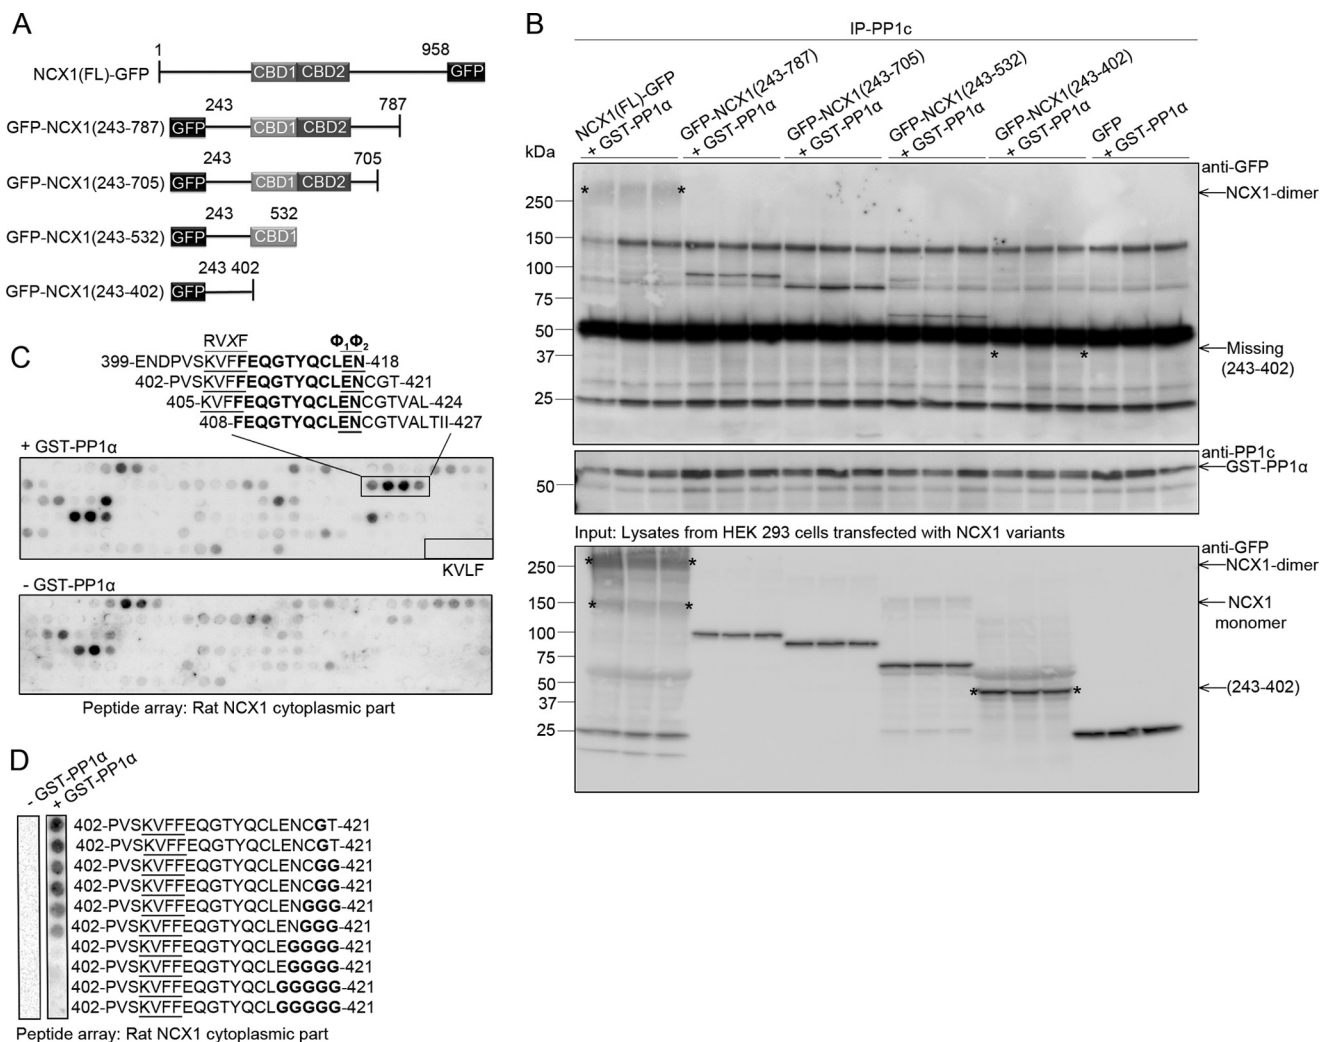 A
1
958
NCX1(FL)-GFP
CBD1
CBD2
GFP
243
787
GFP-NCX1(243-787)
GFP
CBD1
CBD2
243
705
GFP-NCX1(243-705)
GFP
CBD1
CBD2
243
532
GFP-NCX1(243-532)
GFP
CBD1
243 402
GFP-NCX1(243-402)
GFP
B
IP-PP1c
NCX1(FL)-GFP
+ GST-PP1α
GFP-NCX1(243-787)
+ GST-PP1α
GFP-NCX1(243-705)
+ GST-PP1α
GFP-NCX1(243-532)
+ GST-PP1α
GFP-NCX1(243-402)
+ GST-PP1α
GFP
+ GST-PP1α
kDa
250
150
100
75
50
37
25
* *
* *
anti-GFP
NCX1-dimer
Missing
(243-402)
50
anti-PP1c
GST-PP1α
Input: Lysates from HEK 293 cells transfected with NCX1 variants
250
150
100
75
50
37
25
* *
* *
* *
anti-GFP
NCX1-dimer
NCX1
monomer
(243-402)
C
RVXF Φ1Φ2
399-ENDPVSKVFFEQGTYQCLEN-418
402-PVSKVFFEQGTYQCLENCGT-421
405-KVFFEQGTYQCLENCGTVAL-424
408-FEQGTYQCLENCGTVALTII-427
+ GST-PP1α
KVLF
- GST-PP1α
Peptide array: Rat NCX1 cytoplasmic part
D
- GST-PP1α
+ GST-PP1α
402-PVSKVFFEQGTYQCLENCGT-421
402-PVSKVFFEQGTYQCLENCGT-421
402-PVSKVFFEQGTYQCLENCGG-421
402-PVSKVFFEQGTYQCLENCGG-421
402-PVSKVFFEQGTYQCLENGGG-421
402-PVSKVFFEQGTYQCLENGGG-421
402-PVSKVFFEQGTYQCLEGGGG-421
402-PVSKVFFEQGTYQCLEGGGG-421
402-PVSKVFFEQGTYQCLGGGGG-421
402-PVSKVFFEQGTYQCLGGGGG-421
Peptide array: Rat NCX1 cytoplasmic part